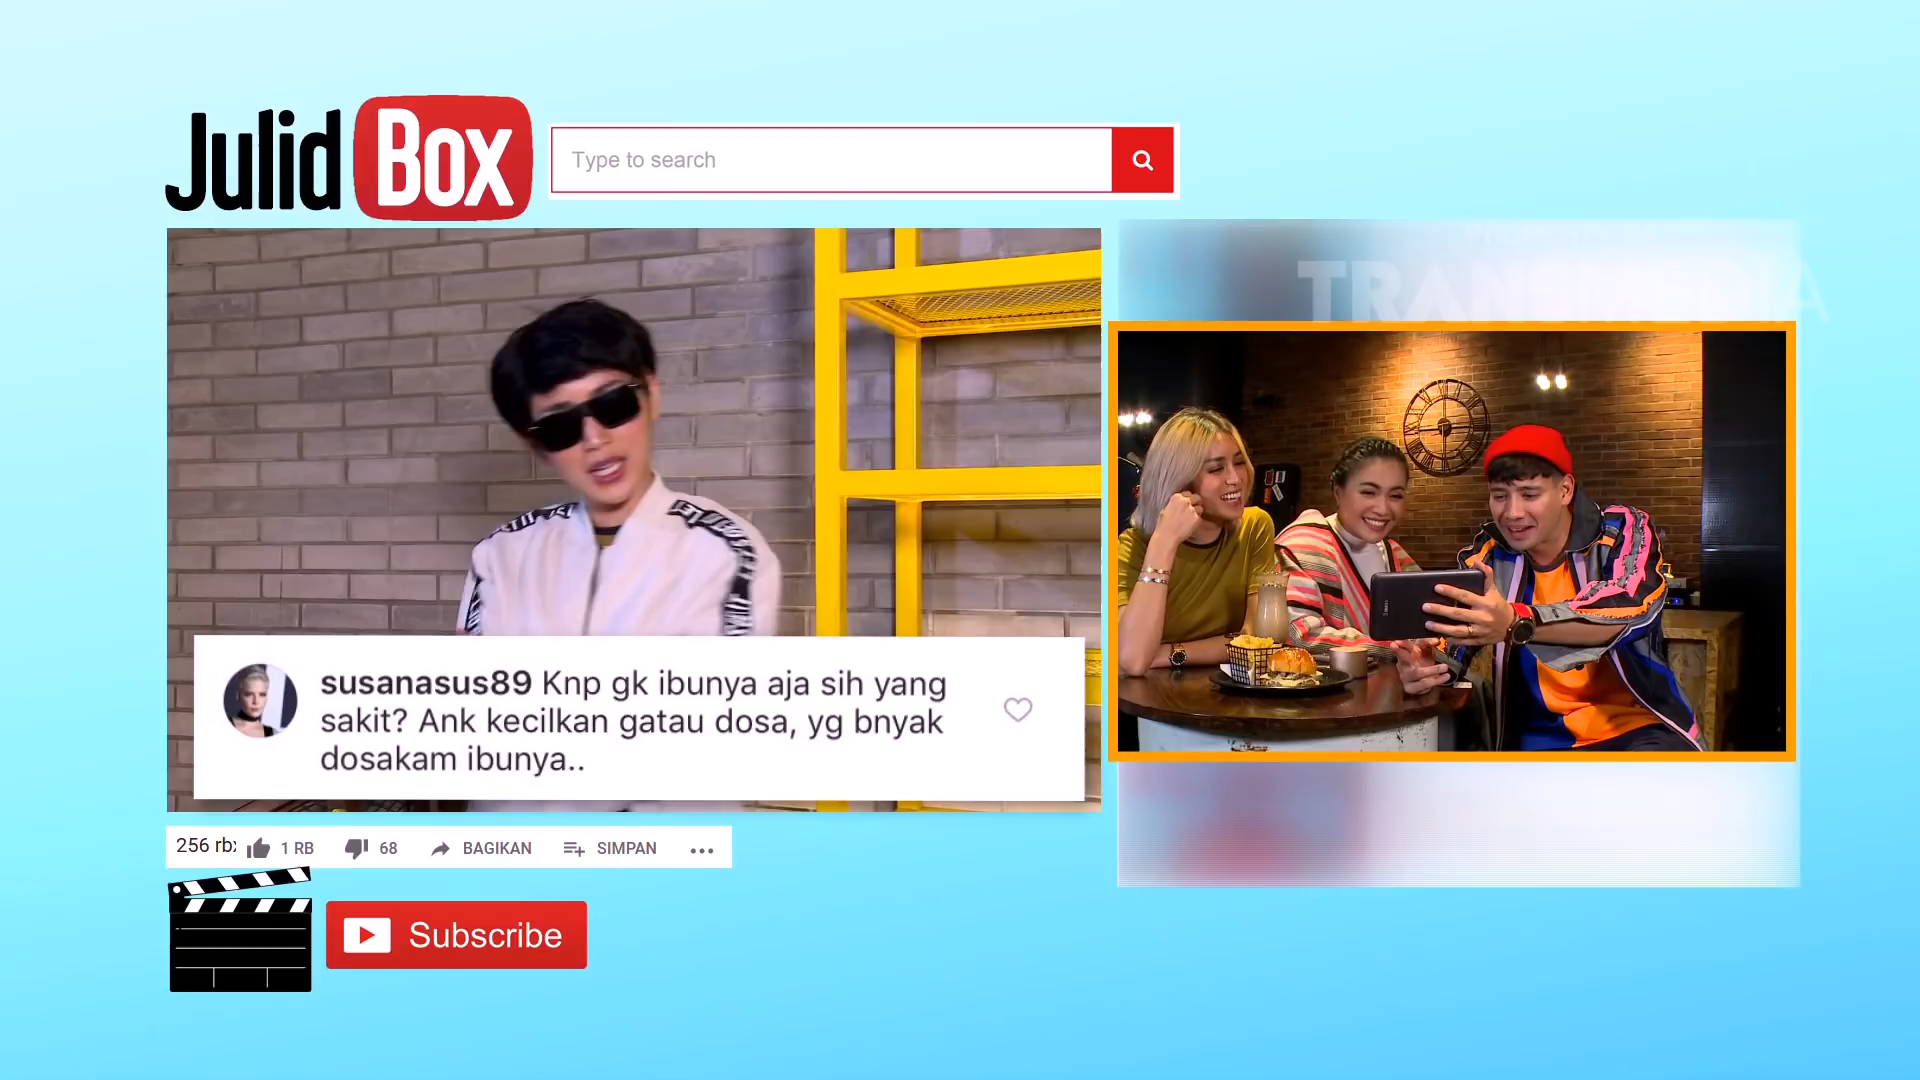 Julid Box
Type to search
TRANSMEDIA
susanasus89 Knp gk ibunya aja sih yang
sakit? Ank kecilkan gatau dosa, yg bnyak
dosakam ibunya..
256 rb
1 RB
68
BAGIKAN
SIMPAN
Subscribe